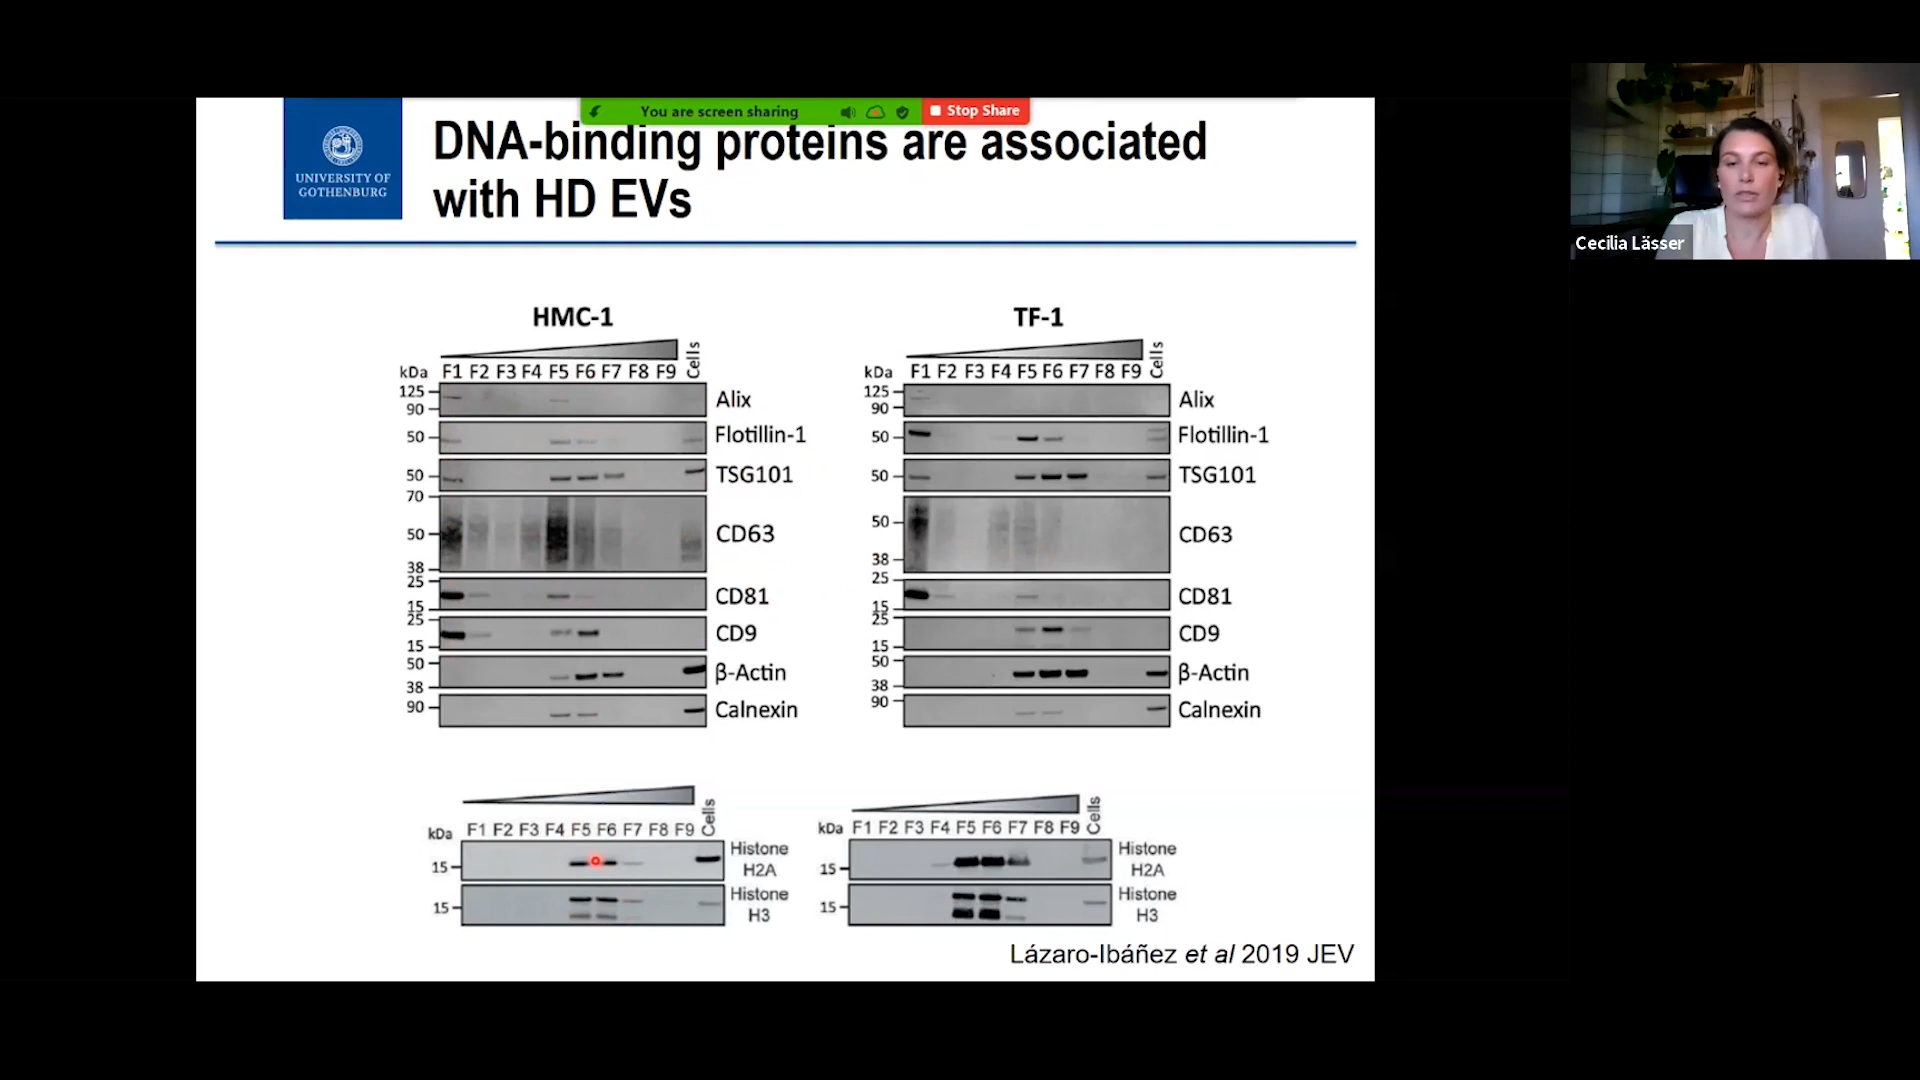 You are screen sharing
Stop Share
UNIVERSITY OF
GOTHENBURG
DNA-binding proteins are associated
with HD EVs
Cecilia Lässer
HMC-1
kDa F1 F2 F3 F4 F5 F6 F7 F8 F9 Cells
125
90
Alix
50
Flotillin-1
50
TSG101
70
50
38
CD63
25
15
CD81
25
15
CD9
50
38
β-Actin
90
Calnexin
TF-1
kDa F1 F2 F3 F4 F5 F6 F7 F8 F9 Cells
125
90
Alix
50
Flotillin-1
50
TSG101
50
38
CD63
25
15
CD81
25
15
CD9
50
38
β-Actin
90
Calnexin
kDa F1 F2 F3 F4 F5 F6 F7 F8 F9 Cells
15
Histone
H2A
15
Histone
H3
kDa F1 F2 F3 F4 F5 F6 F7 F8 F9 Cells
15
Histone
H2A
15
Histone
H3
Lázaro-Ibáñez et al 2019 JEV